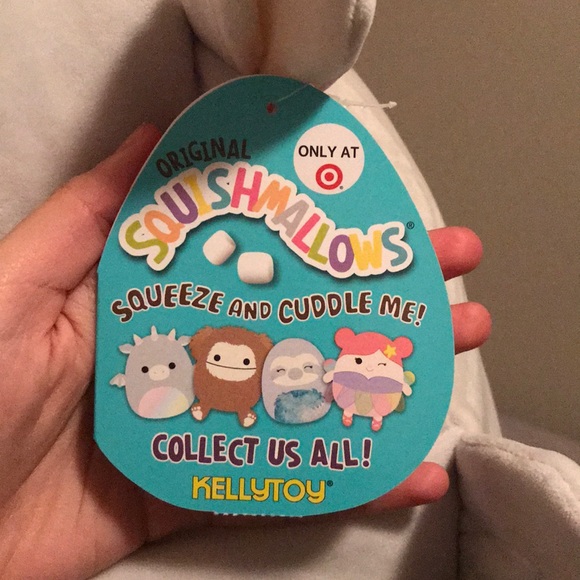 ORIGINAL
ONLY AT
SQUISHMALLOWS®
SQUEEZE AND CUDDLE ME!
COLLECT US ALL!
KELLYTOY®